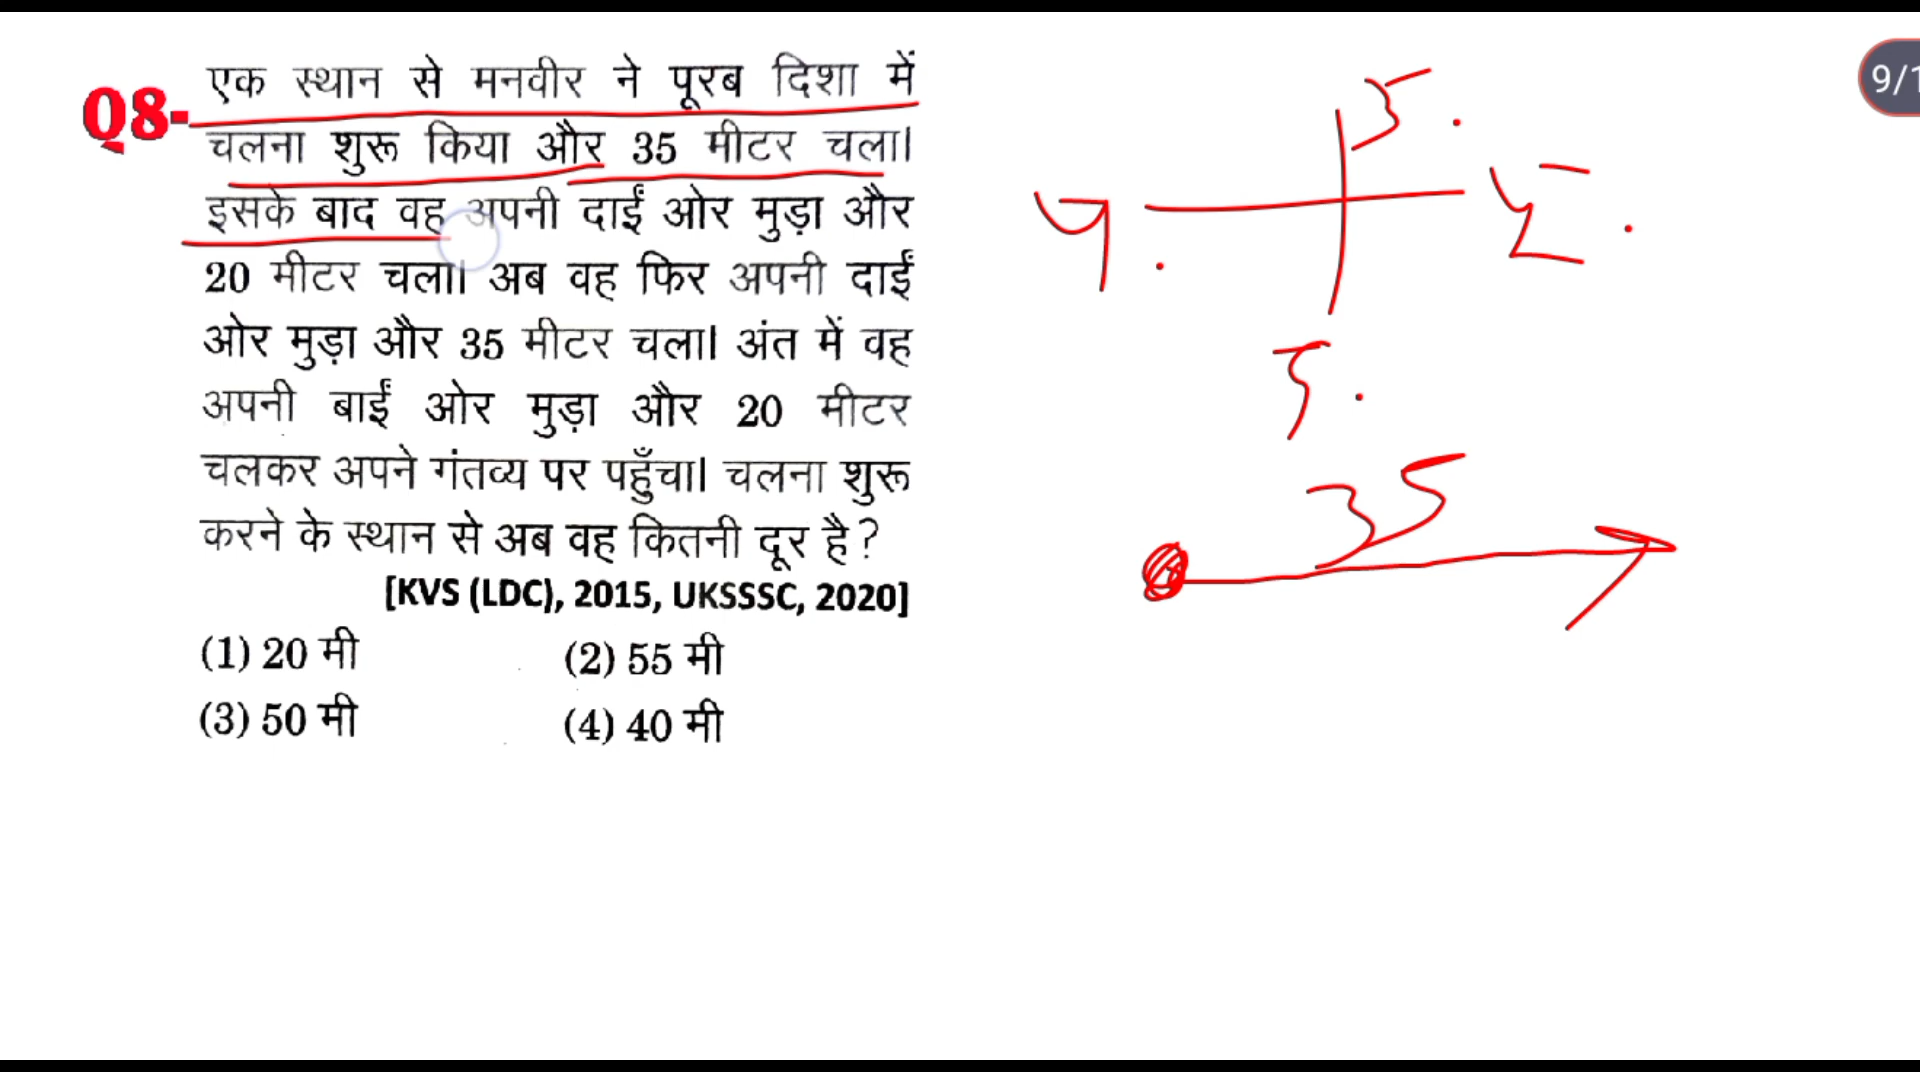 Q8-
एक स्थान से मनवीर ने पूरब दिशा में
चलना शुरू किया और 35 मीटर चला।
इसके बाद वह अपनी दाईं ओर मुड़ा और
20 मीटर चला। अब वह फिर अपनी दाईं
ओर मुड़ा और 35 मीटर चला। अंत में वह
अपनी बाईं ओर मुड़ा और 20 मीटर
चलकर अपने गंतव्य पर पहुँचा। चलना शुरू
करने के स्थान से अब वह कितनी दूर है?
[KVS (LDC), 2015, UKSSSC, 2020]
(1) 20 मी (2) 55 मी
(3) 50 मी (4) 40 मी
9/1
35